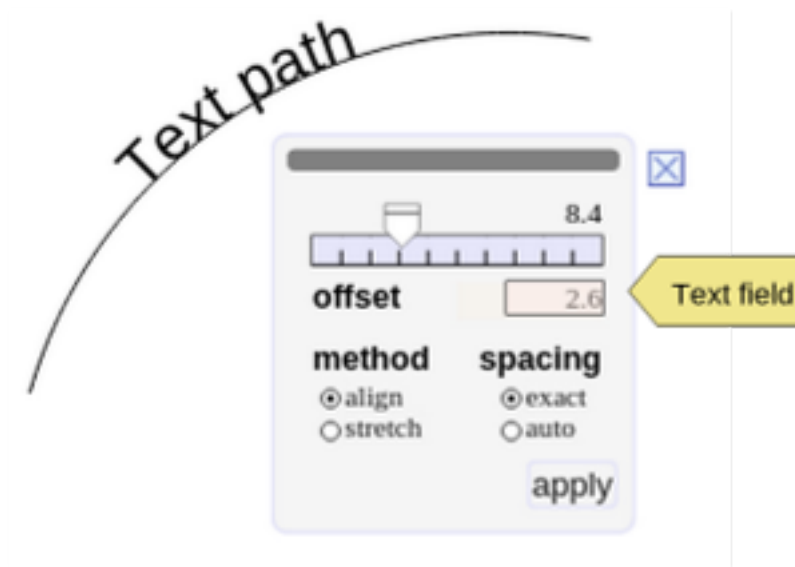 Text path
8.4
offset 2.6
Text field
method spacing
align exact
stretch auto
apply